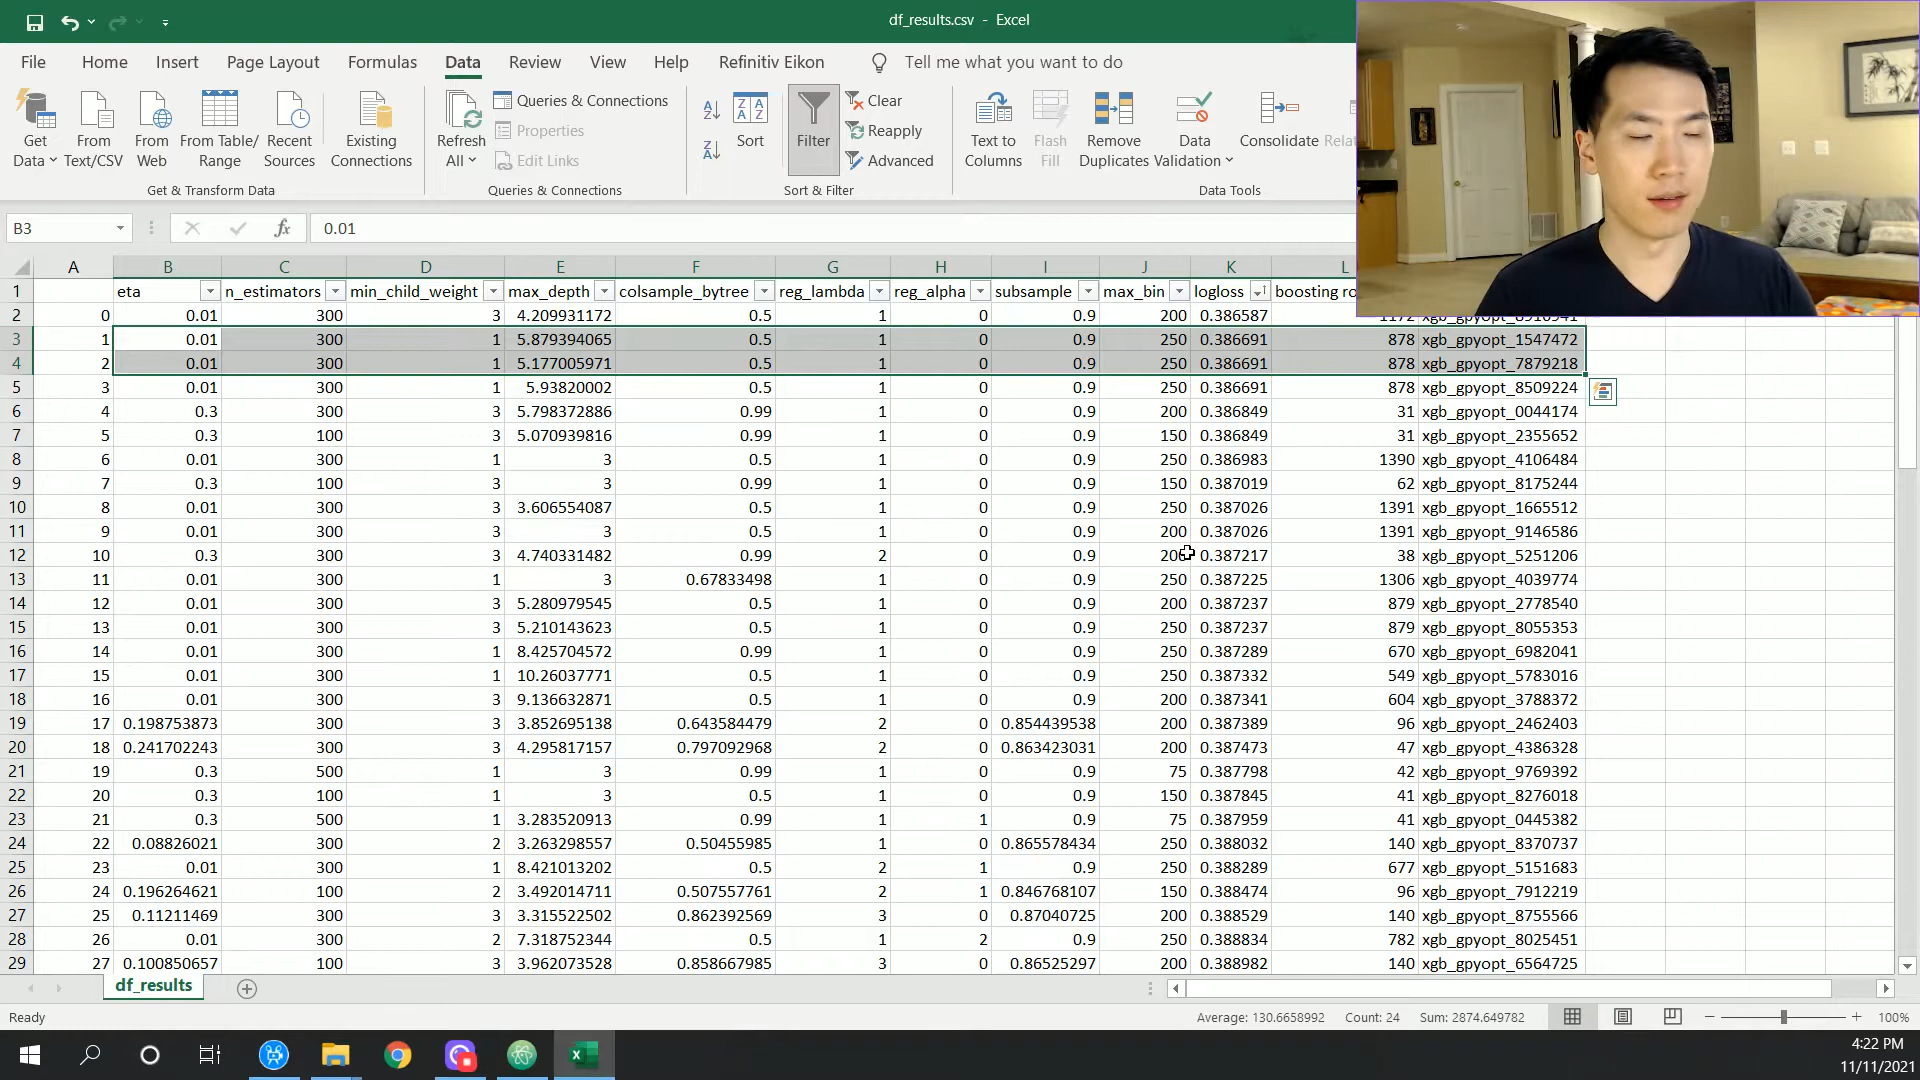 df_results.csv - Excel
File Home Insert Page Layout Formulas Data Review View Help Refinitiv Eikon Tell me what you want to do
Get Data
From Text/CSV
From Web
From Table/ Range
Recent Sources
Existing Connections
Refresh All
Queries & Connections
Properties
Edit Links
Sort
Filter
Clear
Reapply
Advanced
Text to Columns
Flash Fill
Remove Duplicates
Data Validation
Consolidate
Get & Transform Data Queries & Connections Sort & Filter Data Tools
B3 fx 0.01
A B C D E F G H I J K L
1 eta n_estimators min_child_weight max_depth colsample_bytree reg_lambda reg_alpha subsample max_bin logloss boosting ro
2 0 0.01 300 3 4.209931172 0.5 1 0 0.9 200 0.386587
3 1 0.01 300 1 5.879394065 0.5 1 0 0.9 250 0.386691 878 xgb_gpyopt_1547472
4 2 0.01 300 1 5.177005971 0.5 1 0 0.9 250 0.386691 878 xgb_gpyopt_7879218
5 3 0.01 300 1 5.93820002 0.5 1 0 0.9 250 0.386691 878 xgb_gpyopt_8509224
6 4 0.3 300 3 5.798372886 0.99 1 0 0.9 200 0.386849 31 xgb_gpyopt_0044174
7 5 0.3 100 3 5.070939816 0.99 1 0 0.9 150 0.386849 31 xgb_gpyopt_2355652
8 6 0.01 300 1 3 0.5 1 0 0.9 250 0.386983 1390 xgb_gpyopt_4106484
9 7 0.3 100 3 3 0.99 1 0 0.9 150 0.387019 62 xgb_gpyopt_8175244
10 8 0.01 300 3 3.606554087 0.5 1 0 0.9 250 0.387026 1391 xgb_gpyopt_1665512
11 9 0.01 300 3 3 0.5 1 0 0.9 200 0.387026 1391 xgb_gpyopt_9146586
12 10 0.3 300 3 4.740331482 0.99 2 0 0.9 200 0.387217 38 xgb_gpyopt_5251206
13 11 0.01 300 1 3 0.67833498 1 0 0.9 250 0.387225 1306 xgb_gpyopt_4039774
14 12 0.01 300 3 5.280979545 0.5 1 0 0.9 200 0.387237 879 xgb_gpyopt_2778540
15 13 0.01 300 3 5.210143623 0.5 1 0 0.9 200 0.387237 879 xgb_gpyopt_8055353
16 14 0.01 300 1 8.425704572 0.99 1 0 0.9 250 0.387289 670 xgb_gpyopt_6982041
17 15 0.01 300 1 10.26037771 0.5 1 0 0.9 250 0.387332 549 xgb_gpyopt_5783016
18 16 0.01 300 3 9.136632871 0.5 1 0 0.9 200 0.387341 604 xgb_gpyopt_3788372
19 17 0.198753873 300 3 3.852695138 0.643584479 2 0 0.854439538 200 0.387389 96 xgb_gpyopt_2462403
20 18 0.241702243 300 3 4.295817157 0.797092968 2 0 0.863423031 200 0.387473 47 xgb_gpyopt_4386328
21 19 0.3 500 1 3 0.99 1 0 0.9 75 0.387798 42 xgb_gpyopt_9769392
22 20 0.3 100 1 3 0.5 1 0 0.9 150 0.387845 41 xgb_gpyopt_8276018
23 21 0.3 500 1 3.283520913 0.99 1 1 0.9 75 0.387959 41 xgb_gpyopt_0445382
24 22 0.08826021 300 2 3.263298557 0.50455985 1 0 0.865578434 250 0.388032 140 xgb_gpyopt_8370737
25 23 0.01 300 1 8.421013202 0.5 2 1 0.9 250 0.388289 677 xgb_gpyopt_5151683
26 24 0.196264621 100 2 3.492014711 0.507557761 2 1 0.846768107 150 0.388474 96 xgb_gpyopt_7912219
27 25 0.11211469 300 3 3.315522502 0.862392569 3 0 0.87040725 200 0.388529 140 xgb_gpyopt_8755566
28 26 0.01 300 2 7.318752344 0.5 1 2 0.9 250 0.388834 782 xgb_gpyopt_8025451
29 27 0.100850657 100 3 3.962073528 0.858667985 3 0 0.86525297 200 0.388982 140 xgb_gpyopt_6564725
df_results
Ready Average: 130.6658992 Count: 24 Sum: 2874.649782 100%
4:22 PM
11/11/2021